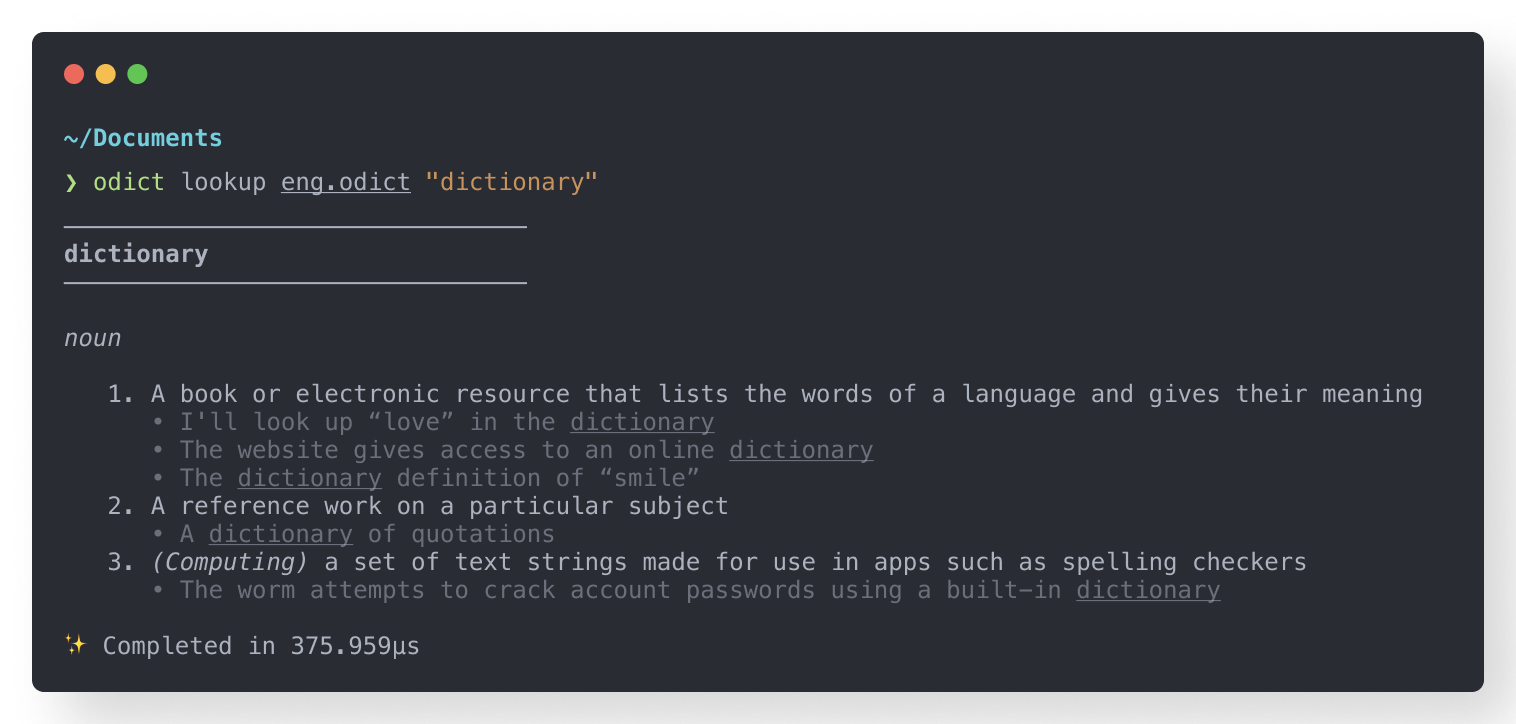 ~/Documents
❯ odict lookup eng.odict "dictionary"
dictionary
noun
1. A book or electronic resource that lists the words of a language and gives their meaning
• I'll look up “love” in the dictionary
• The website gives access to an online dictionary
• The dictionary definition of “smile”
2. A reference work on a particular subject
• A dictionary of quotations
3. (Computing) a set of text strings made for use in apps such as spelling checkers
• The worm attempts to crack account passwords using a built–in dictionary
✨ Completed in 375.959µs